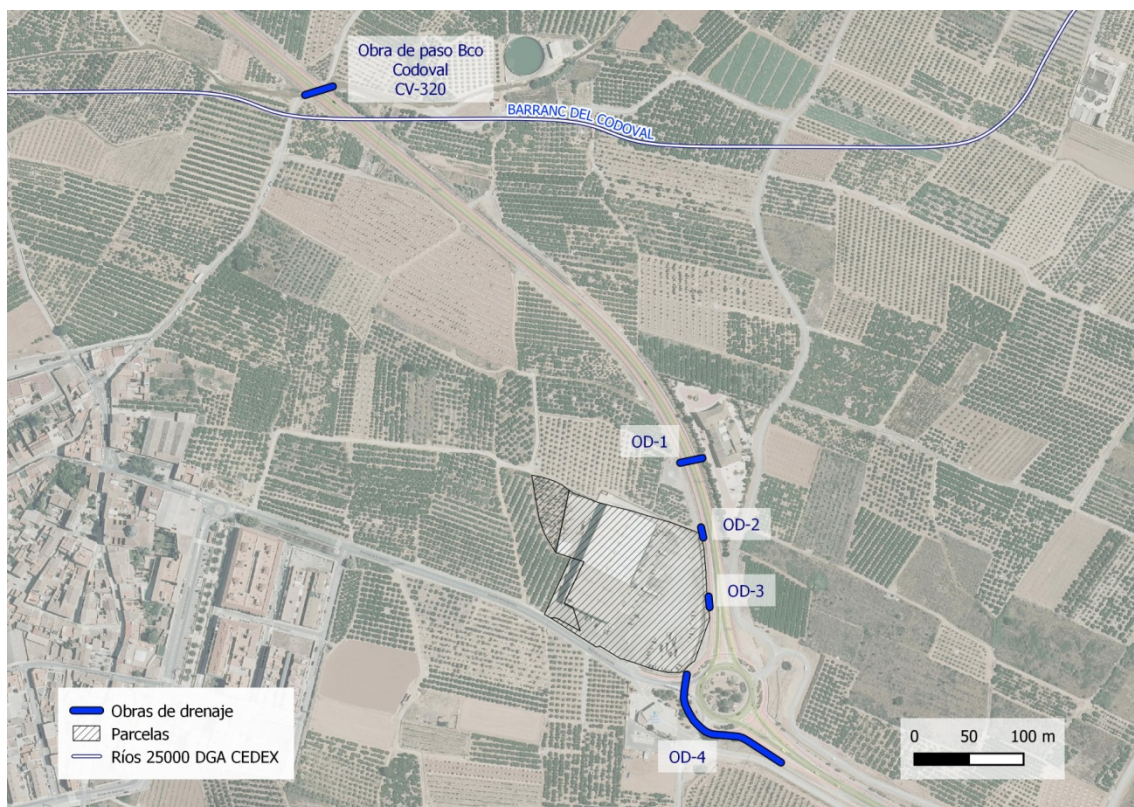 Obra de paso Bco
Codoval
CV-320
BARRANC DEL CODOVAL
OD-1
OD-2
OD-3
OD-4
Obras de drenaje
Parcelas
Ríos 25000 DGA CEDEX
0 50 100 m